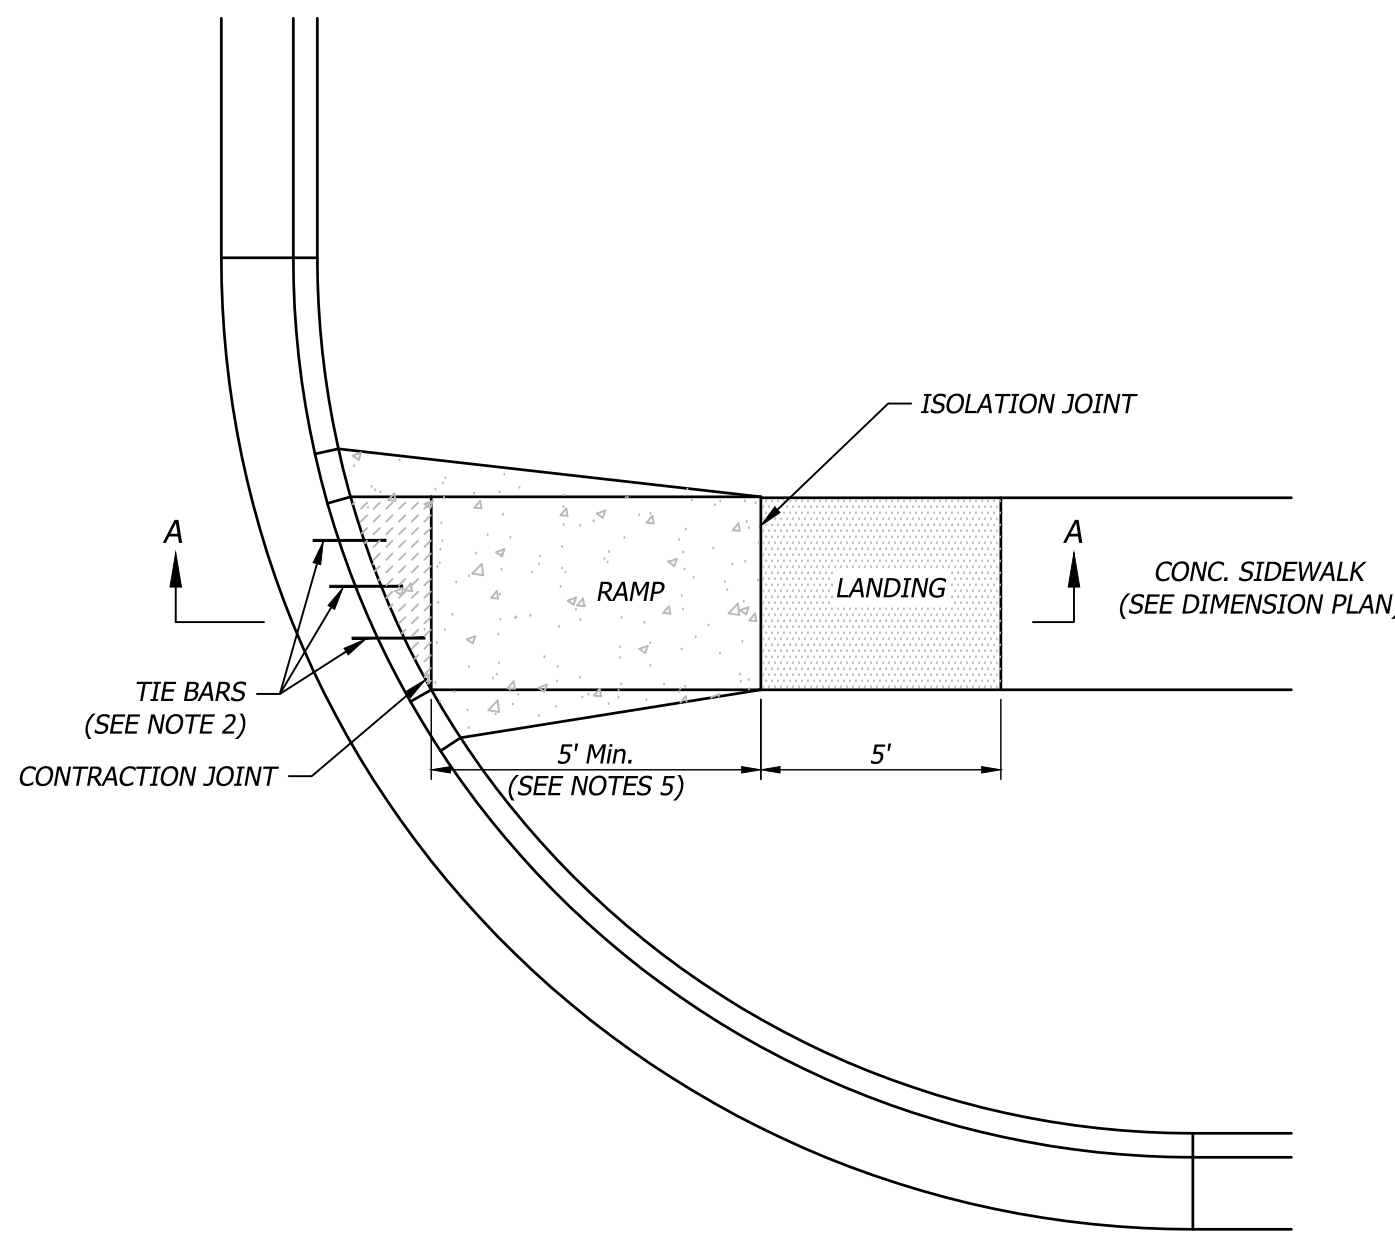 ISOLATION JOINT
A
A
CONC. SIDEWALK
(SEE DIMENSION PLAN)
RAMP
LANDING
TIE BARS
(SEE NOTE 2)
CONTRACTION JOINT
5' Min.
(SEE NOTES 5)
5'